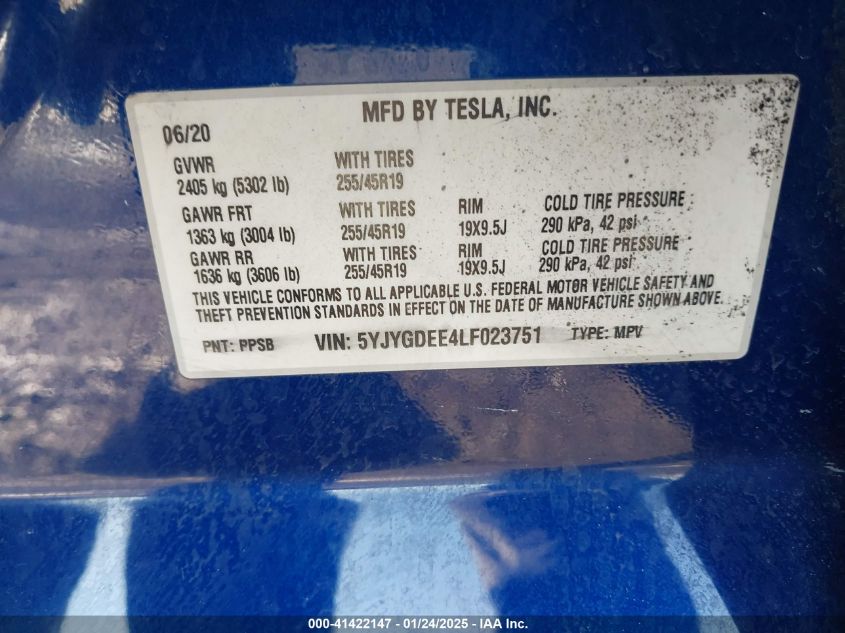 MFD BY TESLA, INC.
06/20
GVWR WITH TIRES
2405 kg (5302 lb) 255/45R19
GAWR FRT WITH TIRES RIM COLD TIRE PRESSURE :
1363 kg (3004 lb) 255/45R19 19X9.5J 290 kPa, 42 psi
GAWR RR WITH TIRES RIM COLD TIRE PRESSURE :
1636 kg (3606 lb) 255/45R19 19X9.5J 290 kPa, 42 psi
THIS VEHICLE CONFORMS TO ALL APPLICABLE U.S. FEDERAL MOTOR VEHICLE SAFETY AND
THEFT PREVENTION STANDARDS IN EFFECT ON THE DATE OF MANUFACTURE SHOWN ABOVE.
PNT: PPSB VIN: 5YJYGDEE4LF023751 TYPE: MPV
000-41422147 - 01/24/2025 - IAA Inc.